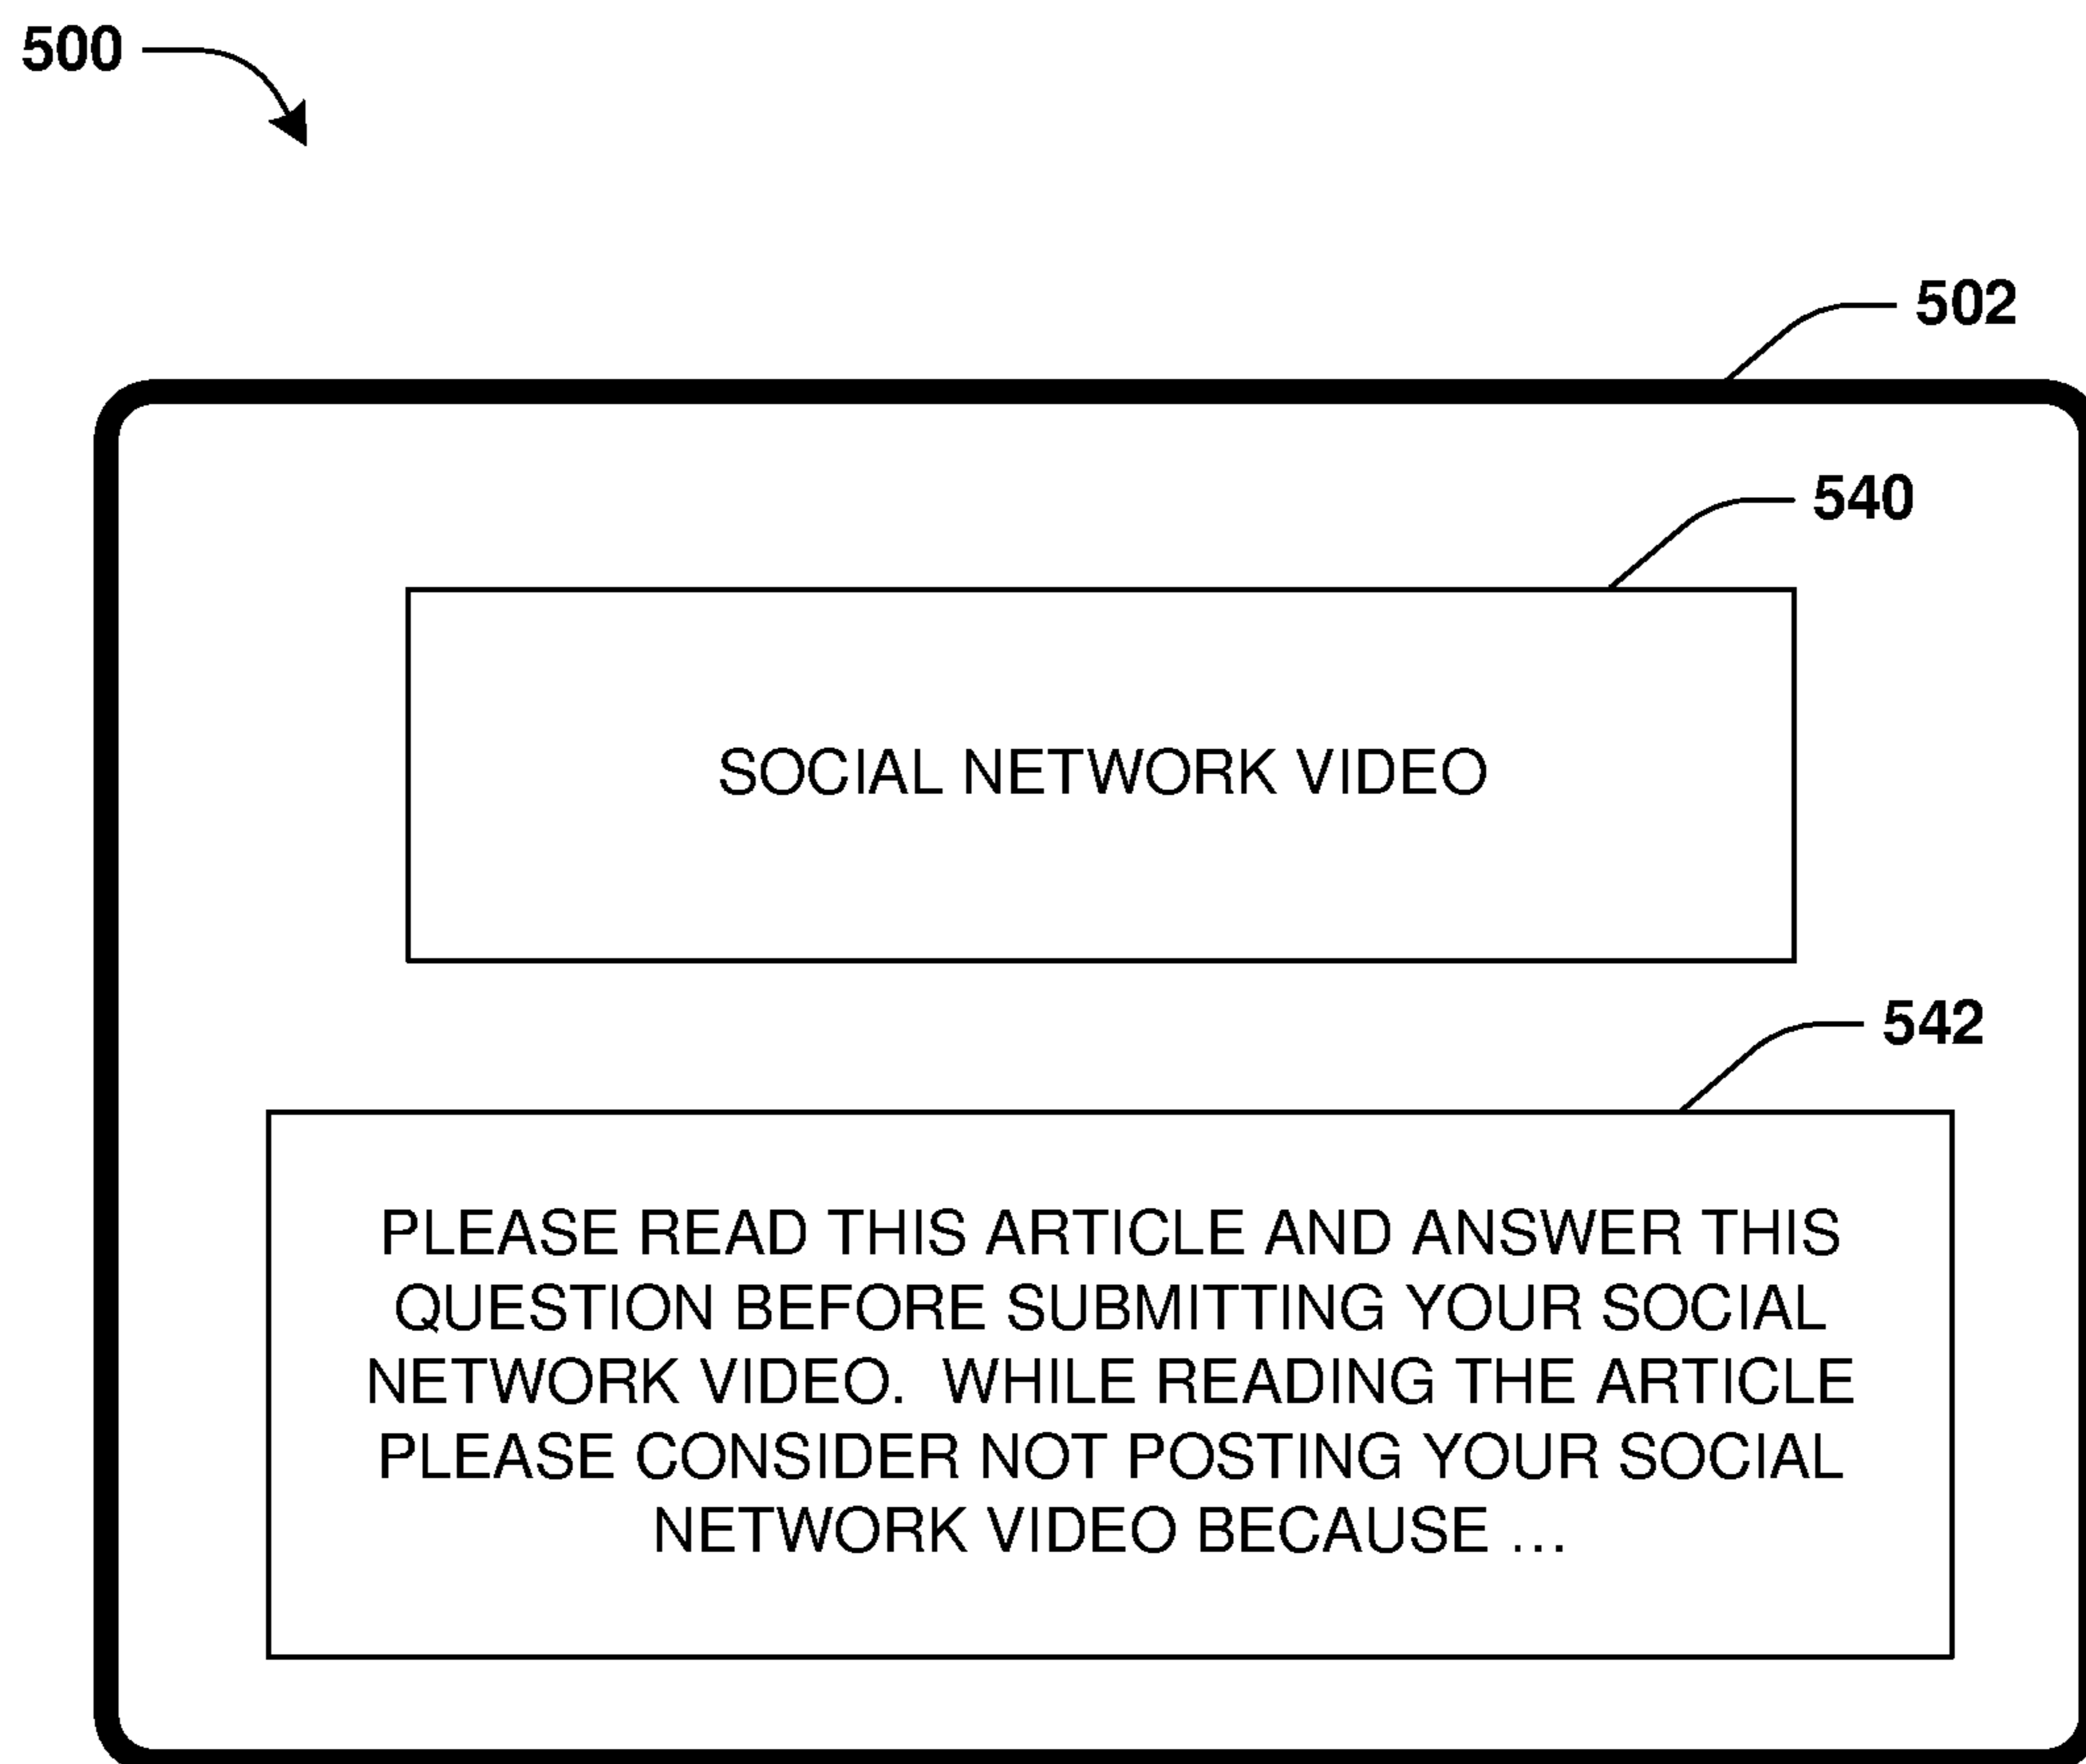 500
502
540
SOCIAL NETWORK VIDEO
542
PLEASE READ THIS ARTICLE AND ANSWER THIS
QUESTION BEFORE SUBMITTING YOUR SOCIAL
NETWORK VIDEO.  WHILE READING THE ARTICLE
PLEASE CONSIDER NOT POSTING YOUR SOCIAL
NETWORK VIDEO BECAUSE ...